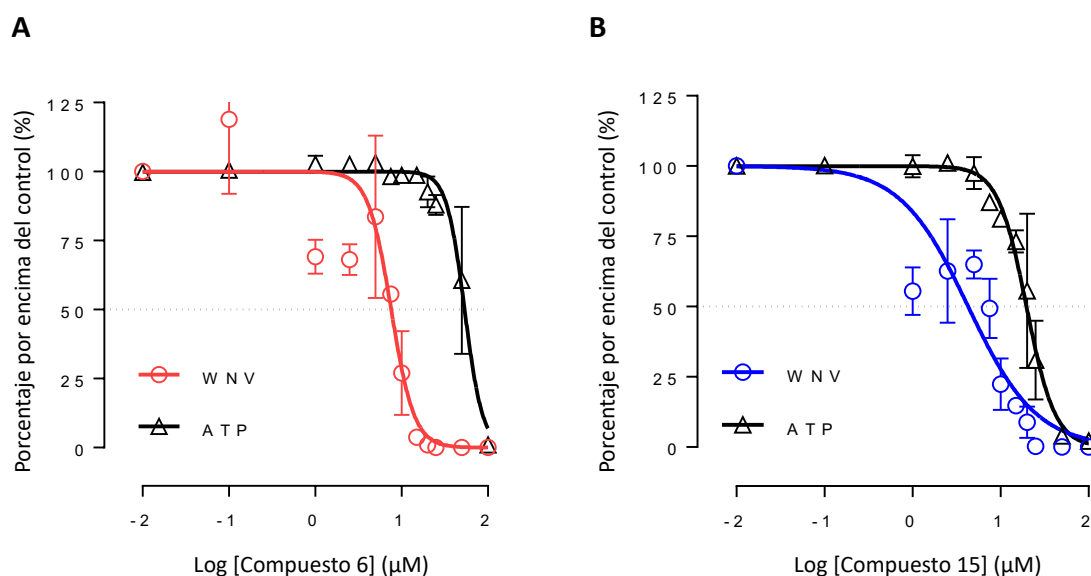 A
Porcentaje por encima del control (%)
125
100
75
50
25
0
WNV
ATP
-2 -1 0 1 2
Log [Compuesto 6] (µM)
B
Porcentaje por encima del control (%)
125
100
75
50
25
0
WNV
ATP
-2 -1 0 1 2
Log [Compuesto 15] (µM)